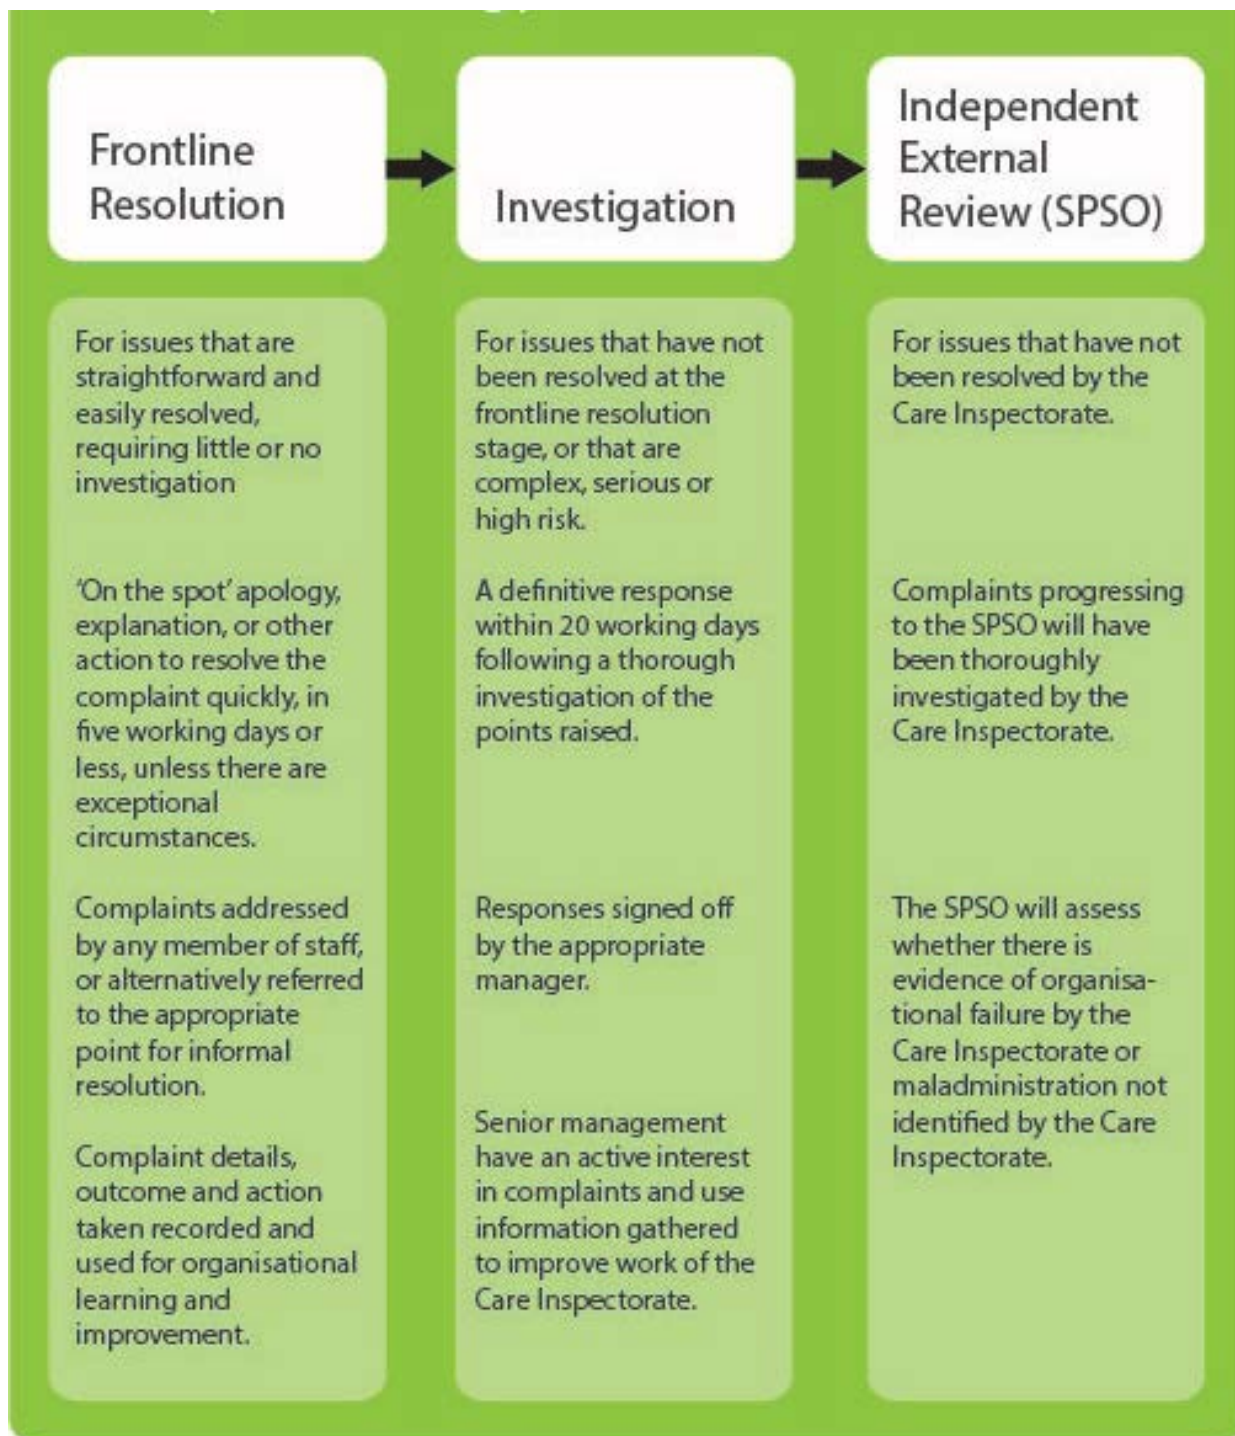 Frontline
Resolution
Investigation
Independent
External
Review (SPSO)
For issues that are
straightforward and
easily resolved,
requiring little or no
investigation
‘On the spot’ apology,
explanation, or other
action to resolve the
complaint quickly, in
five working days or
less, unless there are
exceptional
circumstances.
Complaints addressed
by any member of staff,
or alternatively referred
to the appropriate
point for informal
resolution.
Complaint details,
outcome and action
taken recorded and
used for organisational
learning and
improvement.
For issues that have not
been resolved at the
frontline resolution
stage, or that are
complex, serious or
high risk.
A definitive response
within 20 working days
following a thorough
investigation of the
points raised.
Responses signed off
by the appropriate
manager.
Senior management
have an active interest
in complaints and use
information gathered
to improve work of the
Care Inspectorate.
For issues that have not
been resolved by the
Care Inspectorate.
Complaints progressing
to the SPSO will have
been thoroughly
investigated by the
Care Inspectorate.
The SPSO will assess
whether there is
evidence of organisa-
tional failure by the
Care Inspectorate or
maladministration not
identified by the Care
Inspectorate.